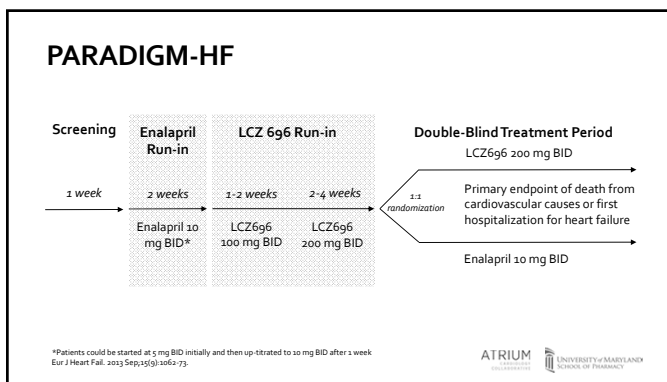 PARADIGM-HF
Screening
Enalapril
Run-in
LCZ 696 Run-in
Double-Blind Treatment Period
LCZ696 200 mg BID
1 week
2 weeks
1-2 weeks
2-4 weeks
1:1
randomization
Primary endpoint of death from
cardiovascular causes or first
hospitalization for heart failure
Enalapril 10
mg BID*
LCZ696
100 mg BID
LCZ696
200 mg BID
Enalapril 10 mg BID
*Patients could be started at 5 mg BID initially and then up-titrated to 10 mg BID after 1 week
Eur J Heart Fail. 2013 Sep;15(9):1062-73.
ATRIUM
CARDIOLOGY
COLLABORATIVE
UNIVERSITY of MARYLAND
SCHOOL OF PHARMACY